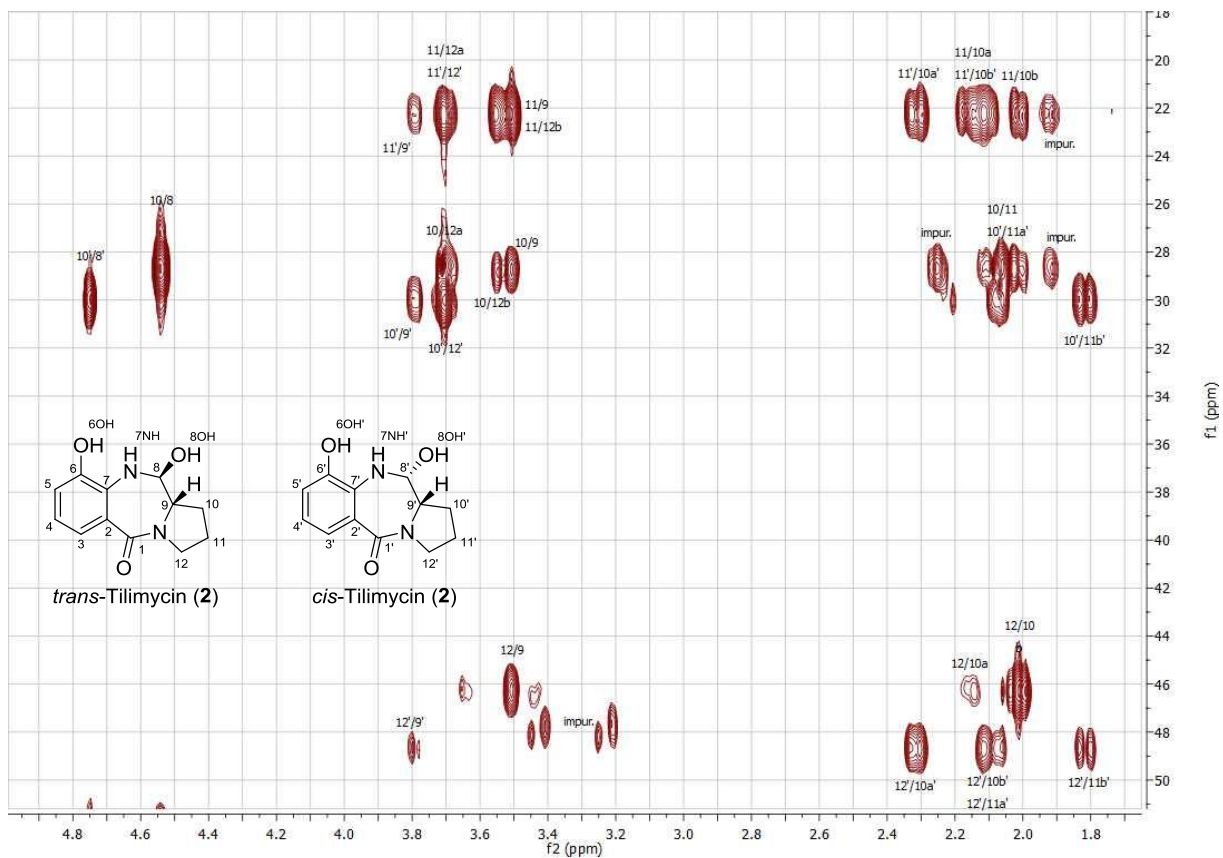 11/12a
11'/12'
11/10a
11'/10a'
11'/10b'
11/10b
11/9
11/12b
11'/9'
impur.
10/8
10/8'
10/12a
10/9
10/12b
10'/9'
10'/12'
impur.
10/11
10'/11a'
impur.
10'/11b'
6OH
OH
7NH
H
N
8OH
OH
6
7
8
H
5
9
10
4
2
11
3
N
1
12
O
trans-Tilimycin (2)
6OH'
OH
7NH'
NH
8OH'
OH
6'
7'
8'
H
5'
9'
10'
4'
2'
11'
3'
N
1'
12'
O
cis-Tilimycin (2)
12/9
12'/9'
impur.
12/10
b
12/10a
12'/10a'
12'/10b'
12'/11a'
12'/11b'
18
20
22
24
26
28
30
32
34
36
38
40
42
44
46
48
50
f1 (ppm)
4.8
4.6
4.4
4.2
4.0
3.8
3.6
3.4
3.2
3.0
2.8
2.6
2.4
2.2
2.0
1.8
f2 (ppm)